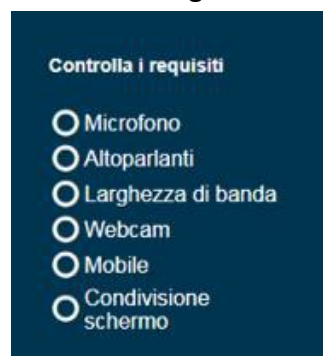 Controlla i requisiti
Microfono
Altoparlanti
Larghezza di banda
Webcam
Mobile
Condivisione
schermo